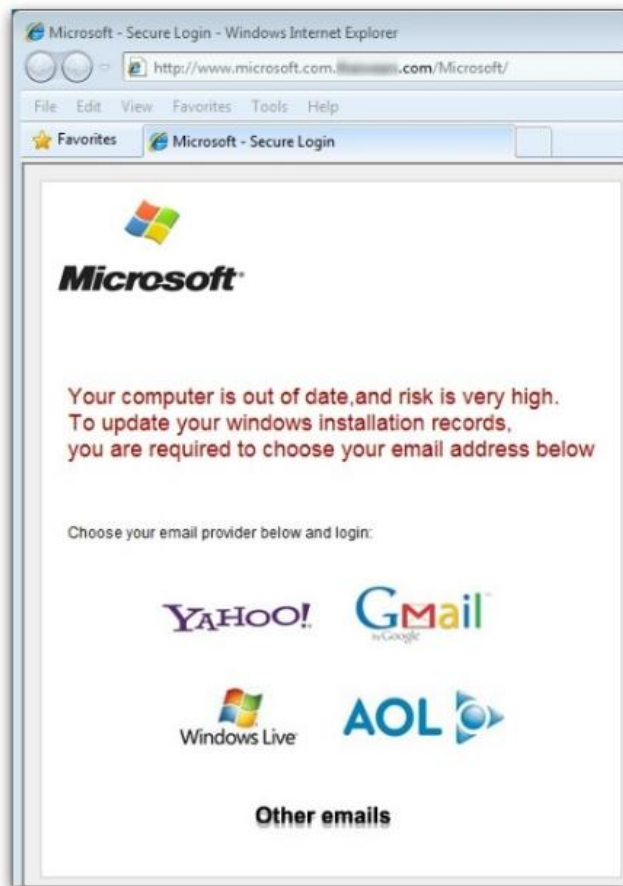 Microsoft - Secure Login - Windows Internet Explorer
http://www.microsoft.com. .com/Microsoft/
File Edit View Favorites Tools Help
Favorites Microsoft - Secure Login
Microsoft
Your computer is out of date,and risk is very high.
To update your windows installation records,
you are required to choose your email address below
Choose your email provider below and login:
YAHOO! Gmail
by Google
Windows Live AOL
Other emails